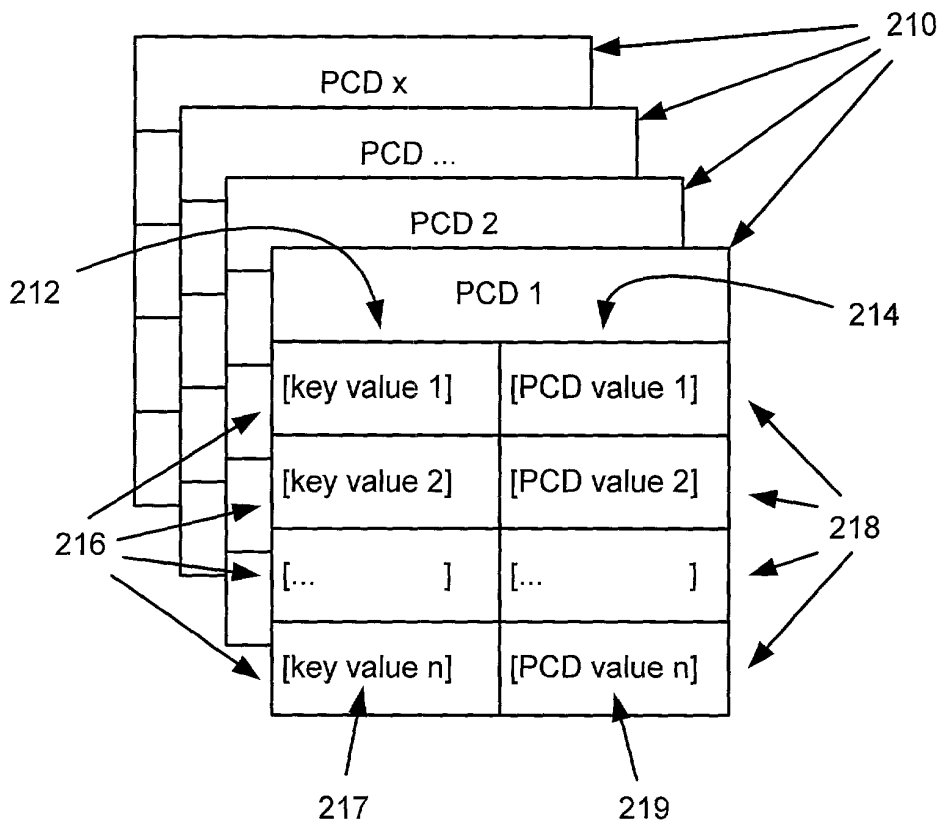 210
PCD x
PCD ...
PCD 2
212
PCD 1
214
[key value 1] [PCD value 1]
[key value 2] [PCD value 2]
216
218
[... ] [... ]
[key value n] [PCD value n]
217
219